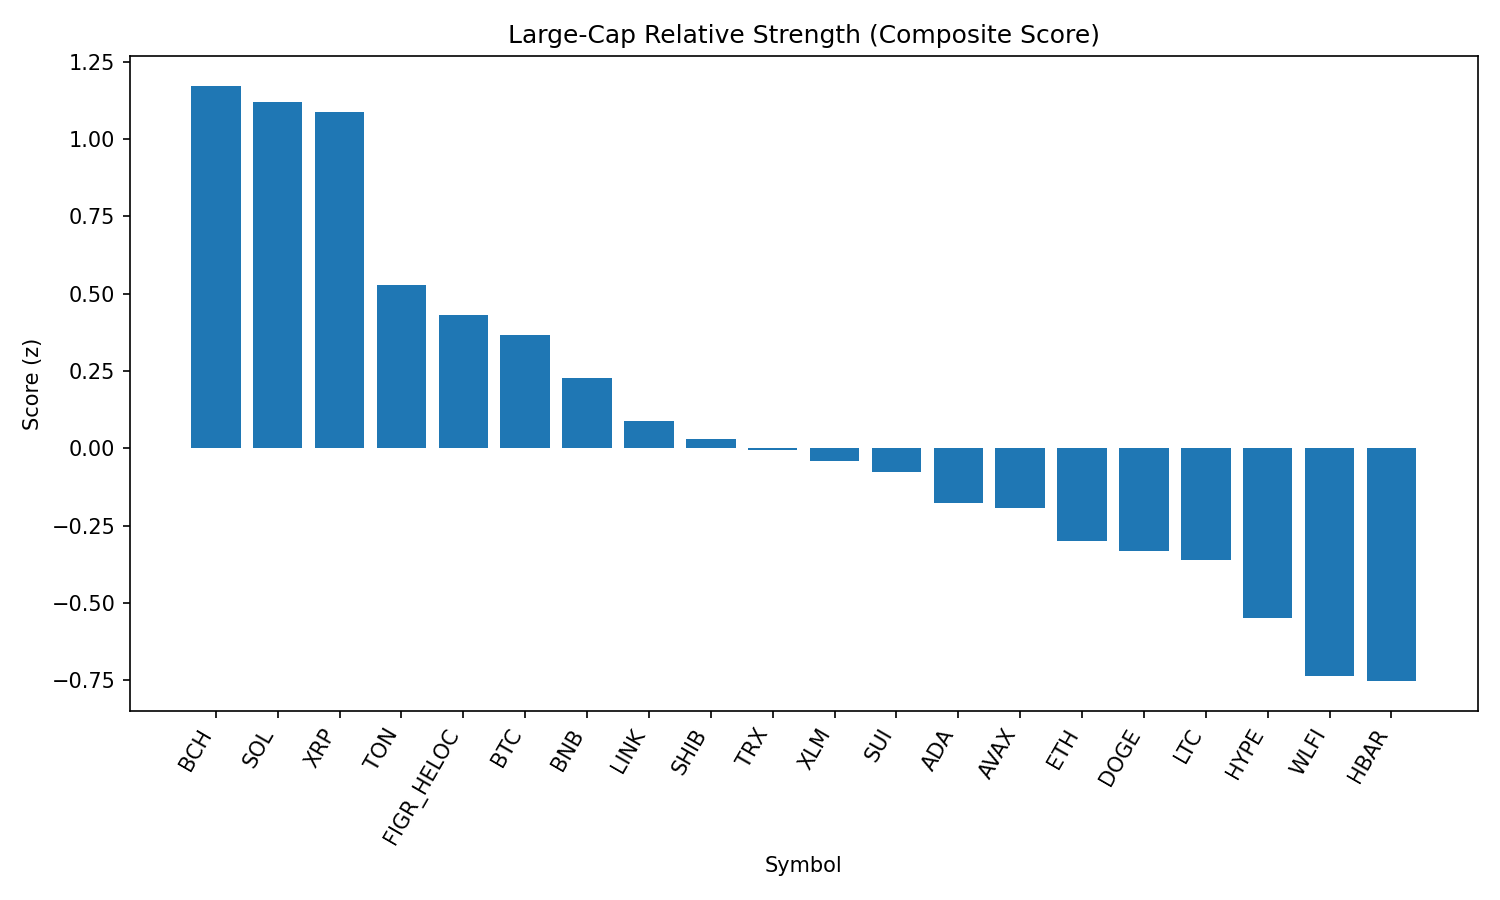 Large-Cap Relative Strength (Composite Score)
1.25
1.00
0.75
0.50
0.25
0.00
−0.25
−0.50
−0.75
Score (z)
BCH
SOL
XRP
TON
FIGR_HELOC
BTC
BNB
LINK
SHIB
TRX
XLM
SUI
ADA
AVAX
ETH
DOGE
LTC
HYPE
WLFI
HBAR
Symbol